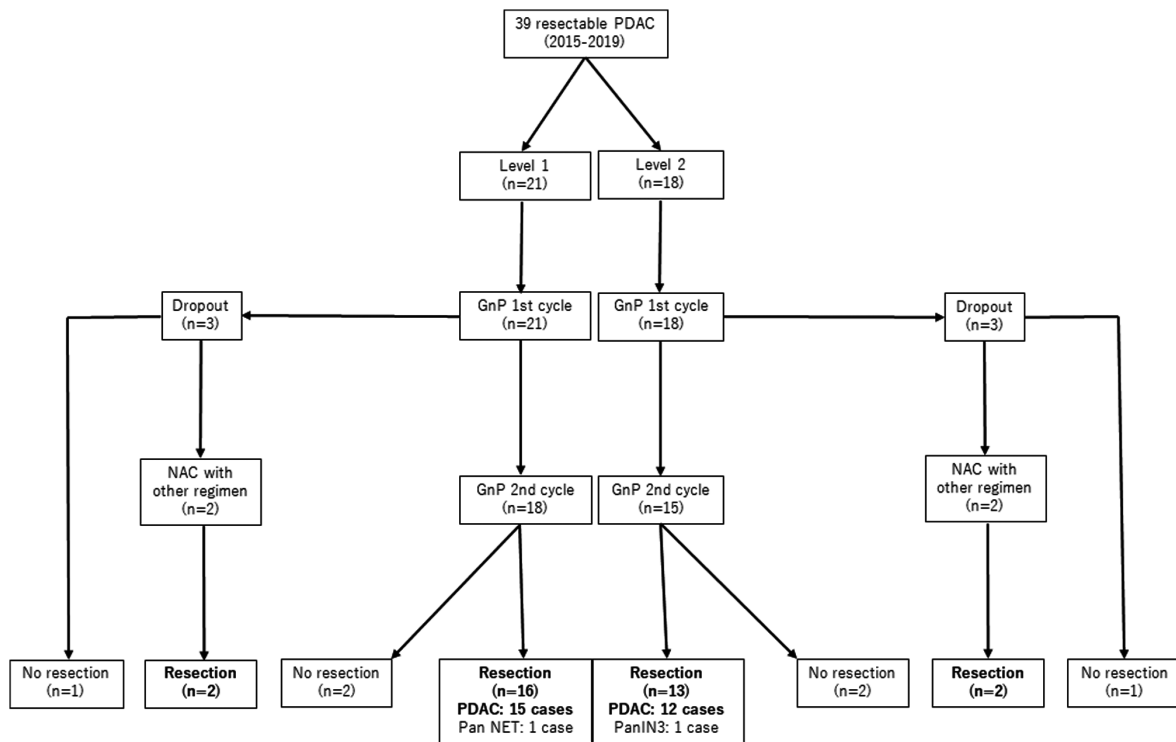 39 resectable PDAC
(2015-2019)
Level 1
(n=21)
Level 2
(n=18)
Dropout
(n=3)
GnP 1st cycle
(n=21)
GnP 1st cycle
(n=18)
Dropout
(n=3)
NAC with
other regimen
(n=2)
GnP 2nd cycle
(n=18)
GnP 2nd cycle
(n=15)
NAC with
other regimen
(n=2)
No resection
(n=1)
Resection
(n=2)
No resection
(n=2)
Resection
(n=16)
PDAC: 15 cases
Pan NET: 1 case
Resection
(n=13)
PDAC: 12 cases
PanIN3: 1 case
No resection
(n=2)
Resection
(n=2)
No resection
(n=1)